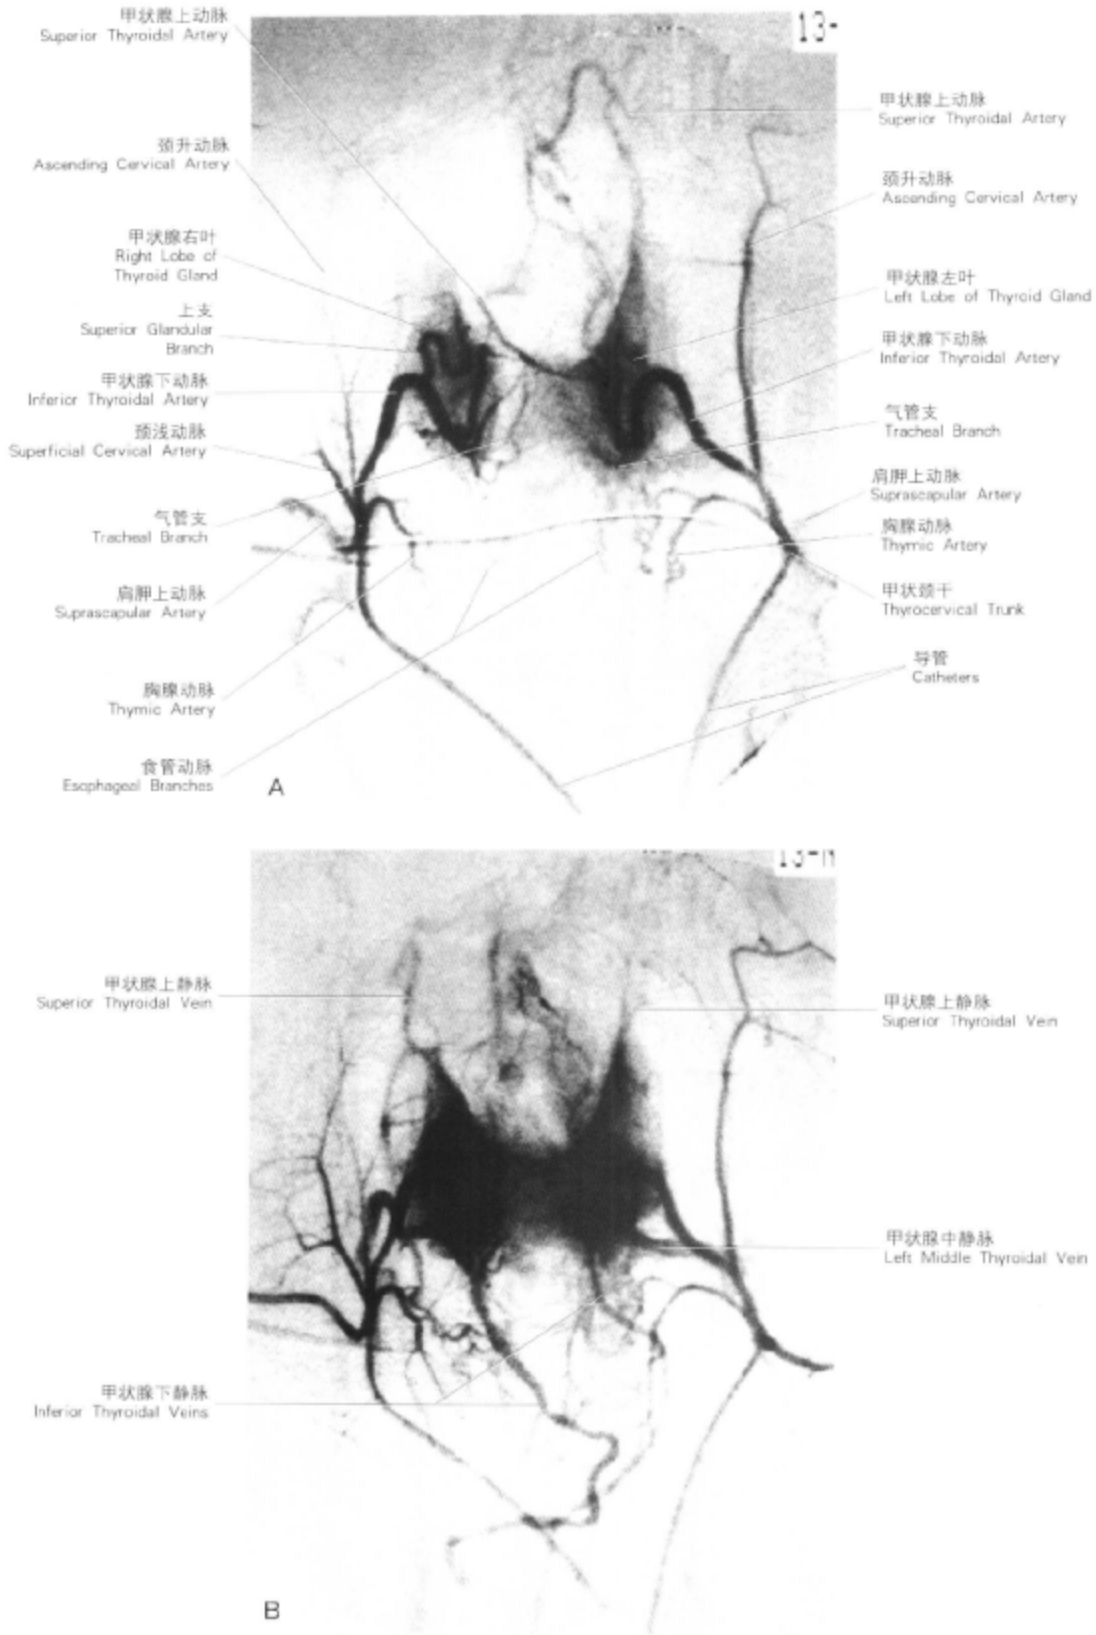 甲状腺上动脉
Superior Thyroidal Artery
颈升动脉
Ascending Cervical Artery
甲状腺右叶
Right Lobe of
Thyroid Gland
上支
Superior Glandular
Branch
甲状腺下动脉
Inferior Thyroidal Artery
颈浅动脉
Superficial Cervical Artery
气管支
Tracheal Branch
肩胛上动脉
Suprascapular Artery
胸腺动脉
Thymic Artery
食管动脉
Esophageal Branches
13-
甲状腺上动脉
Superior Thyroidal Artery
颈升动脉
Ascending Cervical Artery
甲状腺左叶
Left Lobe of Thyroid Gland
甲状腺下动脉
Inferior Thyroidal Artery
气管支
Tracheal Branch
肩胛上动脉
Suprascapular Artery
胸腺动脉
Thymic Artery
甲状颈干
Thyrocervical Trunk
导管
Catheters
A
13-
甲状腺上静脉
Superior Thyroidal Vein
甲状腺下静脉
Inferior Thyroidal Veins
甲状腺上静脉
Superior Thyroidal Vein
甲状腺中静脉
Left Middle Thyroidal Vein
B